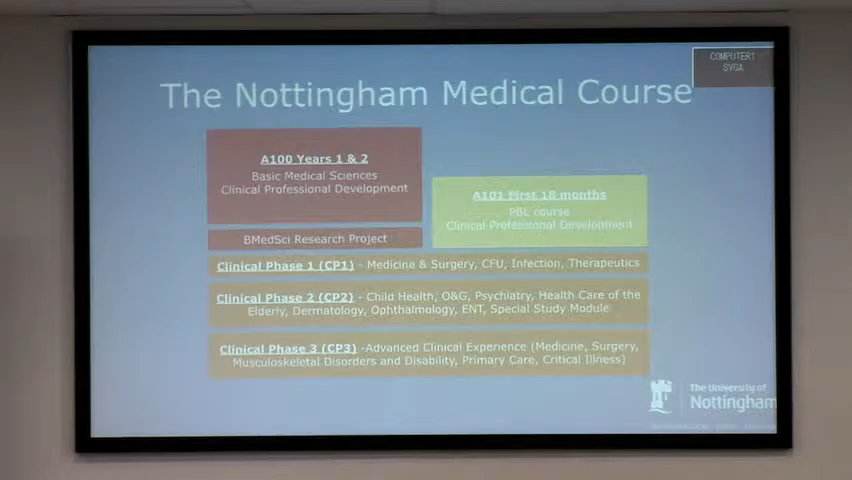 COMPUTER1
SVGA
The Nottingham Medical Course
A100 Years 1 & 2
Basic Medical Sciences
Clinical Professional Development
A101 First 18 months
PBL course
Clinical Professional Development
BMedSci Research Project
Clinical Phase 1 (CP1) - Medicine & Surgery, CFU, Infection, Therapeutics
Clinical Phase 2 (CP2) - Child Health, O&G, Psychiatry, Health Care of the
Elderly, Dermatology, Ophthalmology, ENT, Special Study Module
Clinical Phase 3 (CP3) -Advanced Clinical Experience (Medicine, Surgery,
Musculoskeletal Disorders and Disability, Primary Care, Critical Illness)
The University of
Nottingham